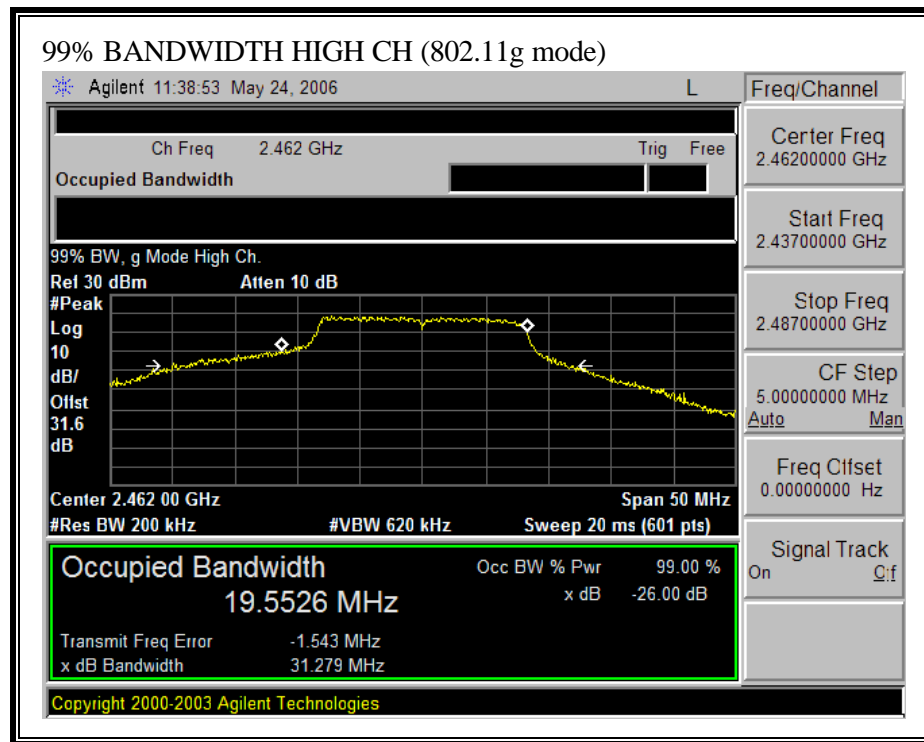 99% BANDWIDTH HIGH CH (802.11g mode)
Agilent 11:38:53 May 24, 2006 L
Freq/Channel
Ch Freq 2.462 GHz Trig Free
Occupied Bandwidth
Center Freq
2.46200000 GHz
Start Freq
2.43700000 GHz
Stop Freq
2.48700000 GHz
CF Step
5.00000000 MHz
Auto Man
Freq Offset
0.00000000 Hz
Signal Track
On Off
99% BW, g Mode High Ch.
Ref 30 dBm Atten 10 dB
#Peak
Log
10
dB/
Offst
31.6
dB
Center 2.462 00 GHz Span 50 MHz
#Res BW 200 kHz #VBW 620 kHz Sweep 20 ms (601 pts)
Occupied Bandwidth Occ BW % Pwr 99.00 %
19.5526 MHz x dB -26.00 dB
Transmit Freq Error -1.543 MHz
x dB Bandwidth 31.279 MHz
Copyright 2000-2003 Agilent Technologies